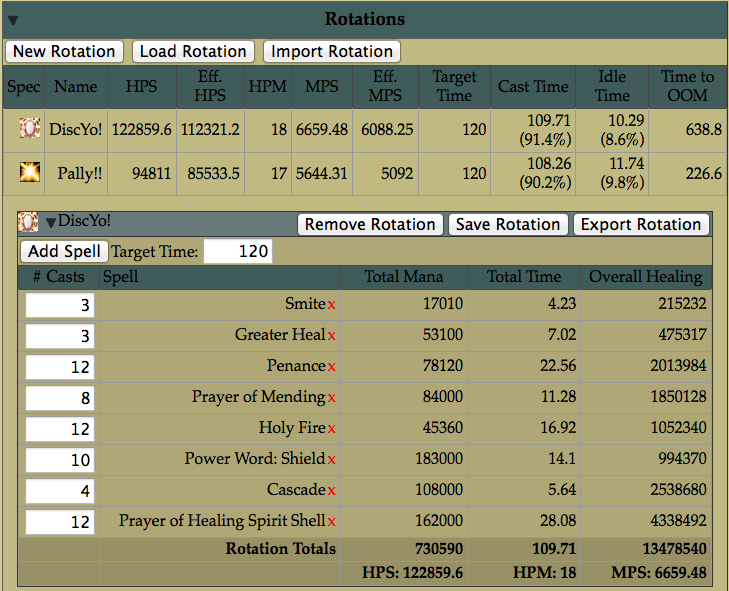 ▼ Rotations
New Rotation Load Rotation Import Rotation
Spec Name HPS Eff. HPS HPM MPS Eff. MPS Target Time Cast Time Idle Time Time to OOM
DiscYo! 122859.6 112321.2 18 6659.48 6088.25 120 109.71 (91.4%) 10.29 (8.6%) 638.8
Pally!! 94811 85533.5 17 5644.31 5092 120 108.26 (90.2%) 11.74 (9.8%) 226.6
▼DiscYo! Remove Rotation Save Rotation Export Rotation
Add Spell Target Time: 120
# Casts Spell Total Mana Total Time Overall Healing
3 Smite x 17010 4.23 215232
3 Greater Heal x 53100 7.02 475317
12 Penance x 78120 22.56 2013984
8 Prayer of Mending x 84000 11.28 1850128
12 Holy Fire x 45360 16.92 1052340
10 Power Word: Shield x 183000 14.1 994370
4 Cascade x 108000 5.64 2538680
12 Prayer of Healing Spirit Shell x 162000 28.08 4338492
Rotation Totals 730590 109.71 13478540
HPS: 122859.6 HPM: 18 MPS: 6659.48